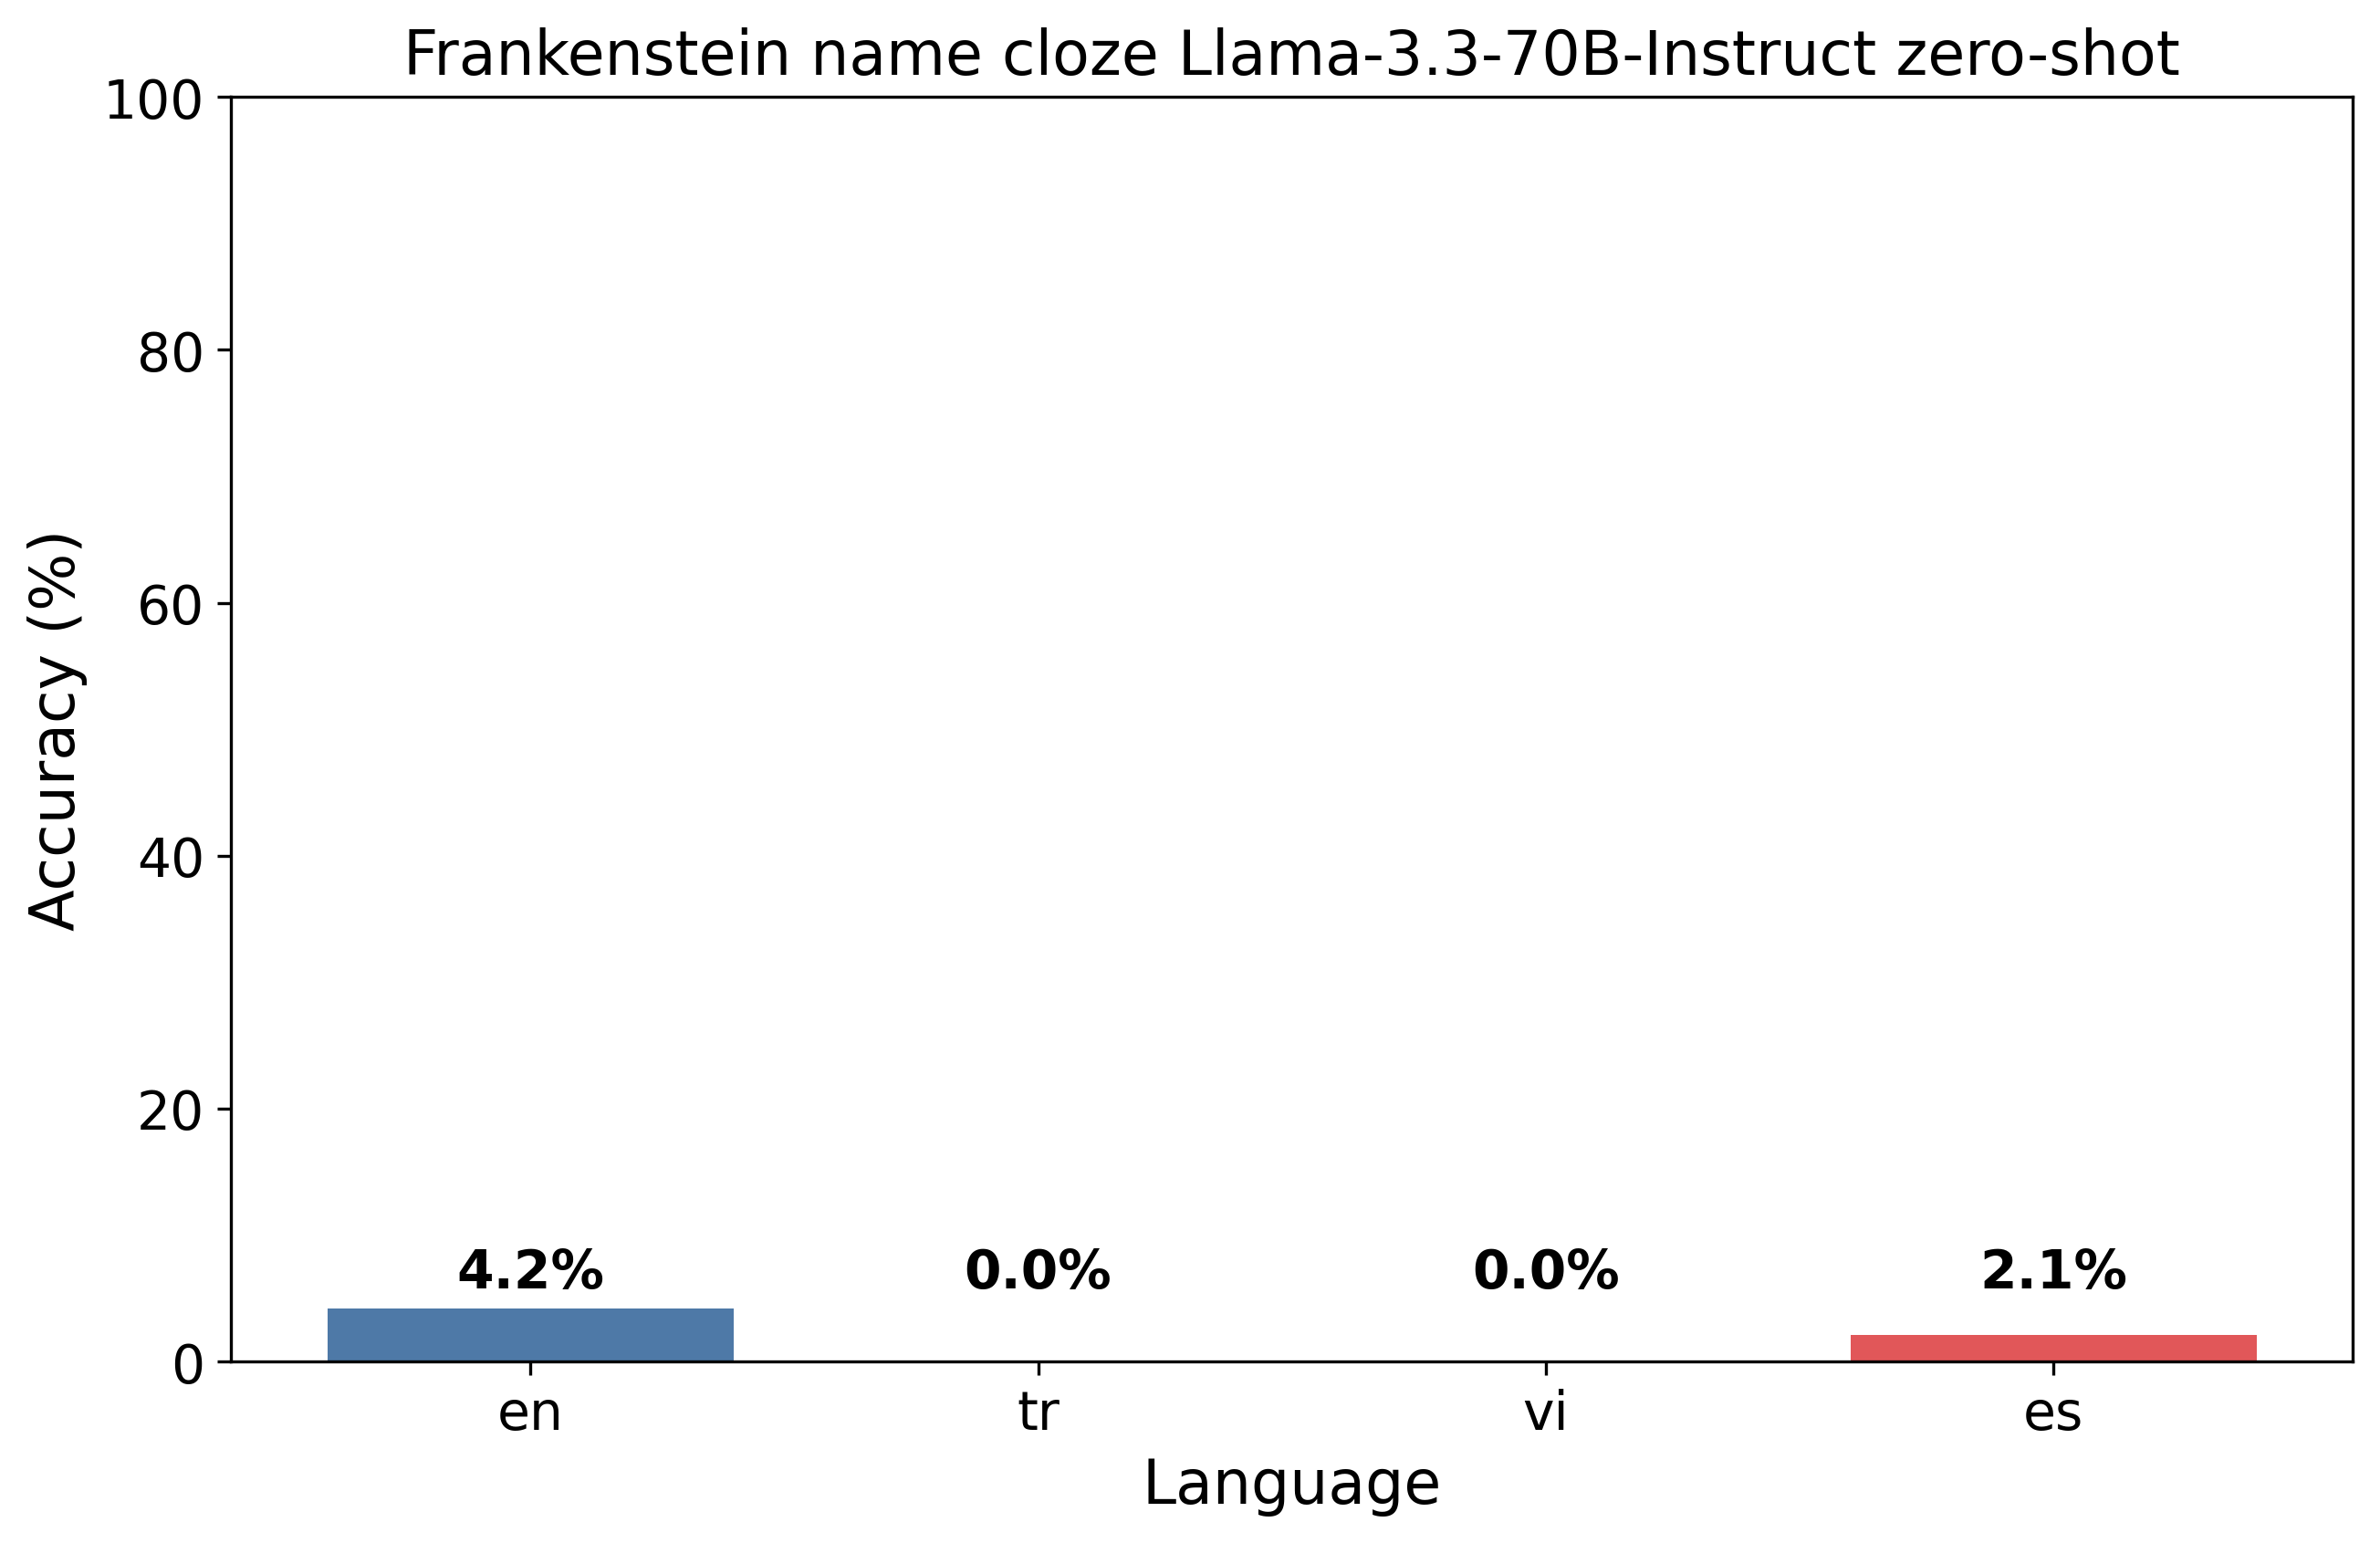 Frankenstein name cloze Llama-3.3-70B-Instruct zero-shot
Accuracy (%)
100
80
60
40
20
0
4.2%
0.0%
0.0%
2.1%
en
tr
vi
es
Language